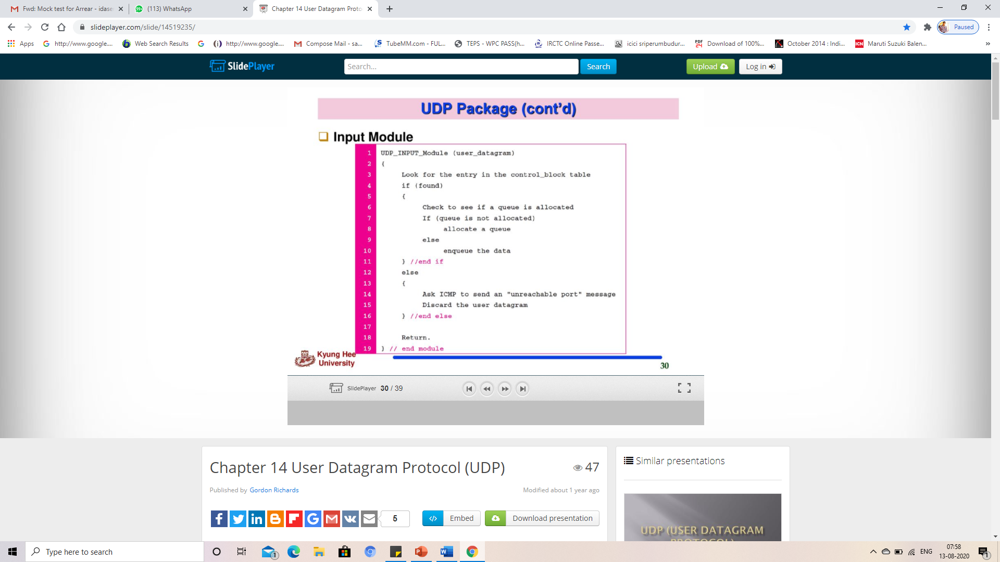 Fwd: Mock test for Arrear - idase
(113) WhatsApp
Chapter 14 User Datagram Proto
slideplayer.com/slide/14519235/
Paused
Apps
http://www.google....
Web Search Results
http://www.google....
Compose Mail - sa...
TubeMM.com - FUL...
TEPS - WPC PASS(h...
IRCTC Online Passe...
icici sriperumbudur...
Download of 100%...
October 2014 : Indi...
Maruti Suzuki Balen...
»
SlidePlayer
Search...
Search
Upload
Log in
UDP Package (cont'd)
Input Module
1 UDP_INPUT_Module (user_datagram)
2 {
3 Look for the entry in the control_block table
4 if (found)
5 {
6 Check to see if a queue is allocated
7 If (queue is not allocated)
8 allocate a queue
9 else
10 enqueue the data
11 } //end if
12 else
13 {
14 Ask ICMP to send an "unreachable port" message
15 Discard the user datagram
16 } //end else
17
18 Return.
19 } // end module
Kyung Hee
University
30
SlidePlayer 30 / 39
Chapter 14 User Datagram Protocol (UDP)
47
Published by Gordon Richards
Modified about 1 year ago
5
Embed
Download presentation
Similar presentations
UDP (USER DATAGRAM
PROTOCOL)
Type here to search
ENG
07:58
13-08-2020